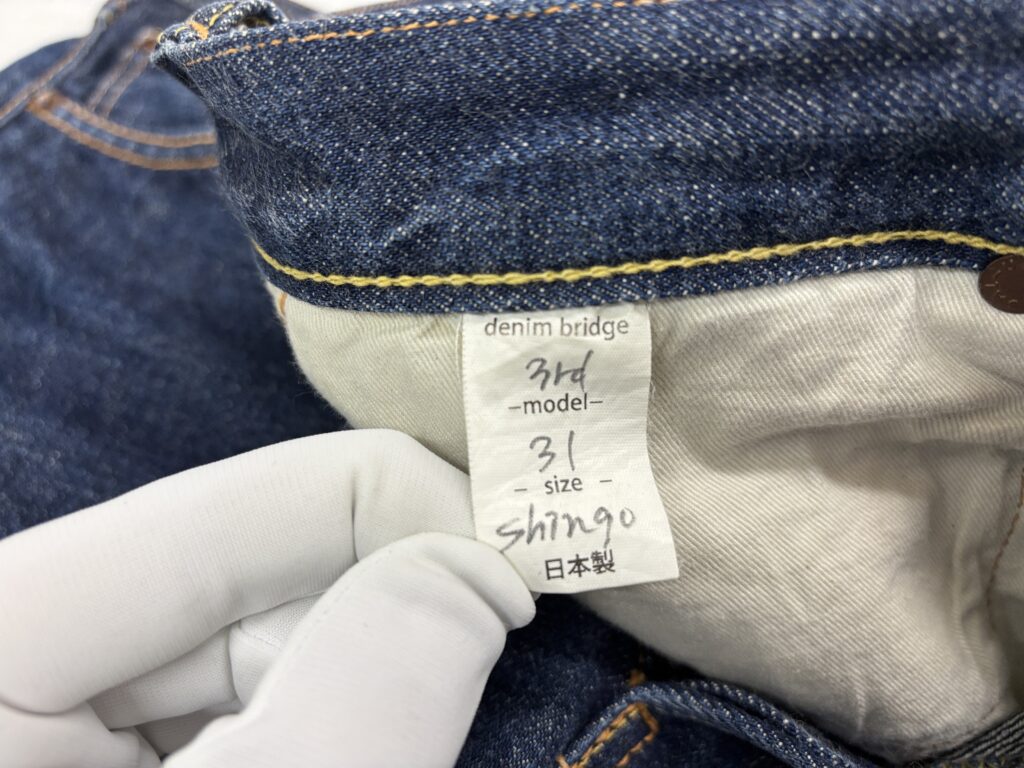 denim bridge
3rd
-model-
31
- size -
shingo
日本製